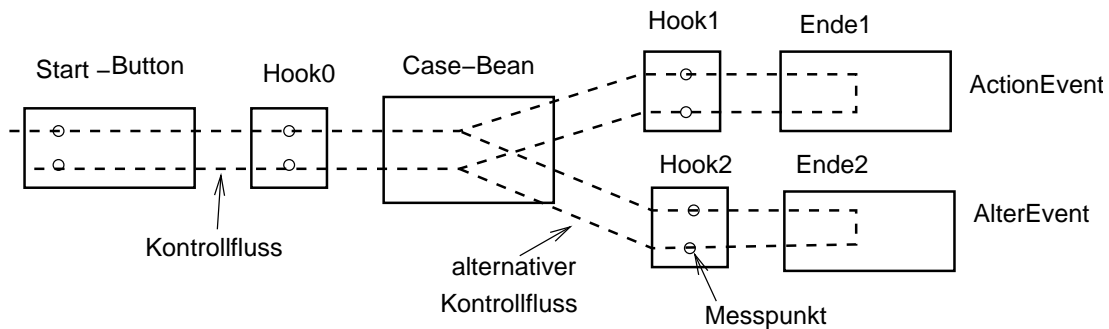 Hook1
Ende1
Start –Button
Hook0
Case–Bean
ActionEvent
Hook2
Ende2
AlterEvent
Kontrollfluss
alternativer
Kontrollfluss
Messpunkt